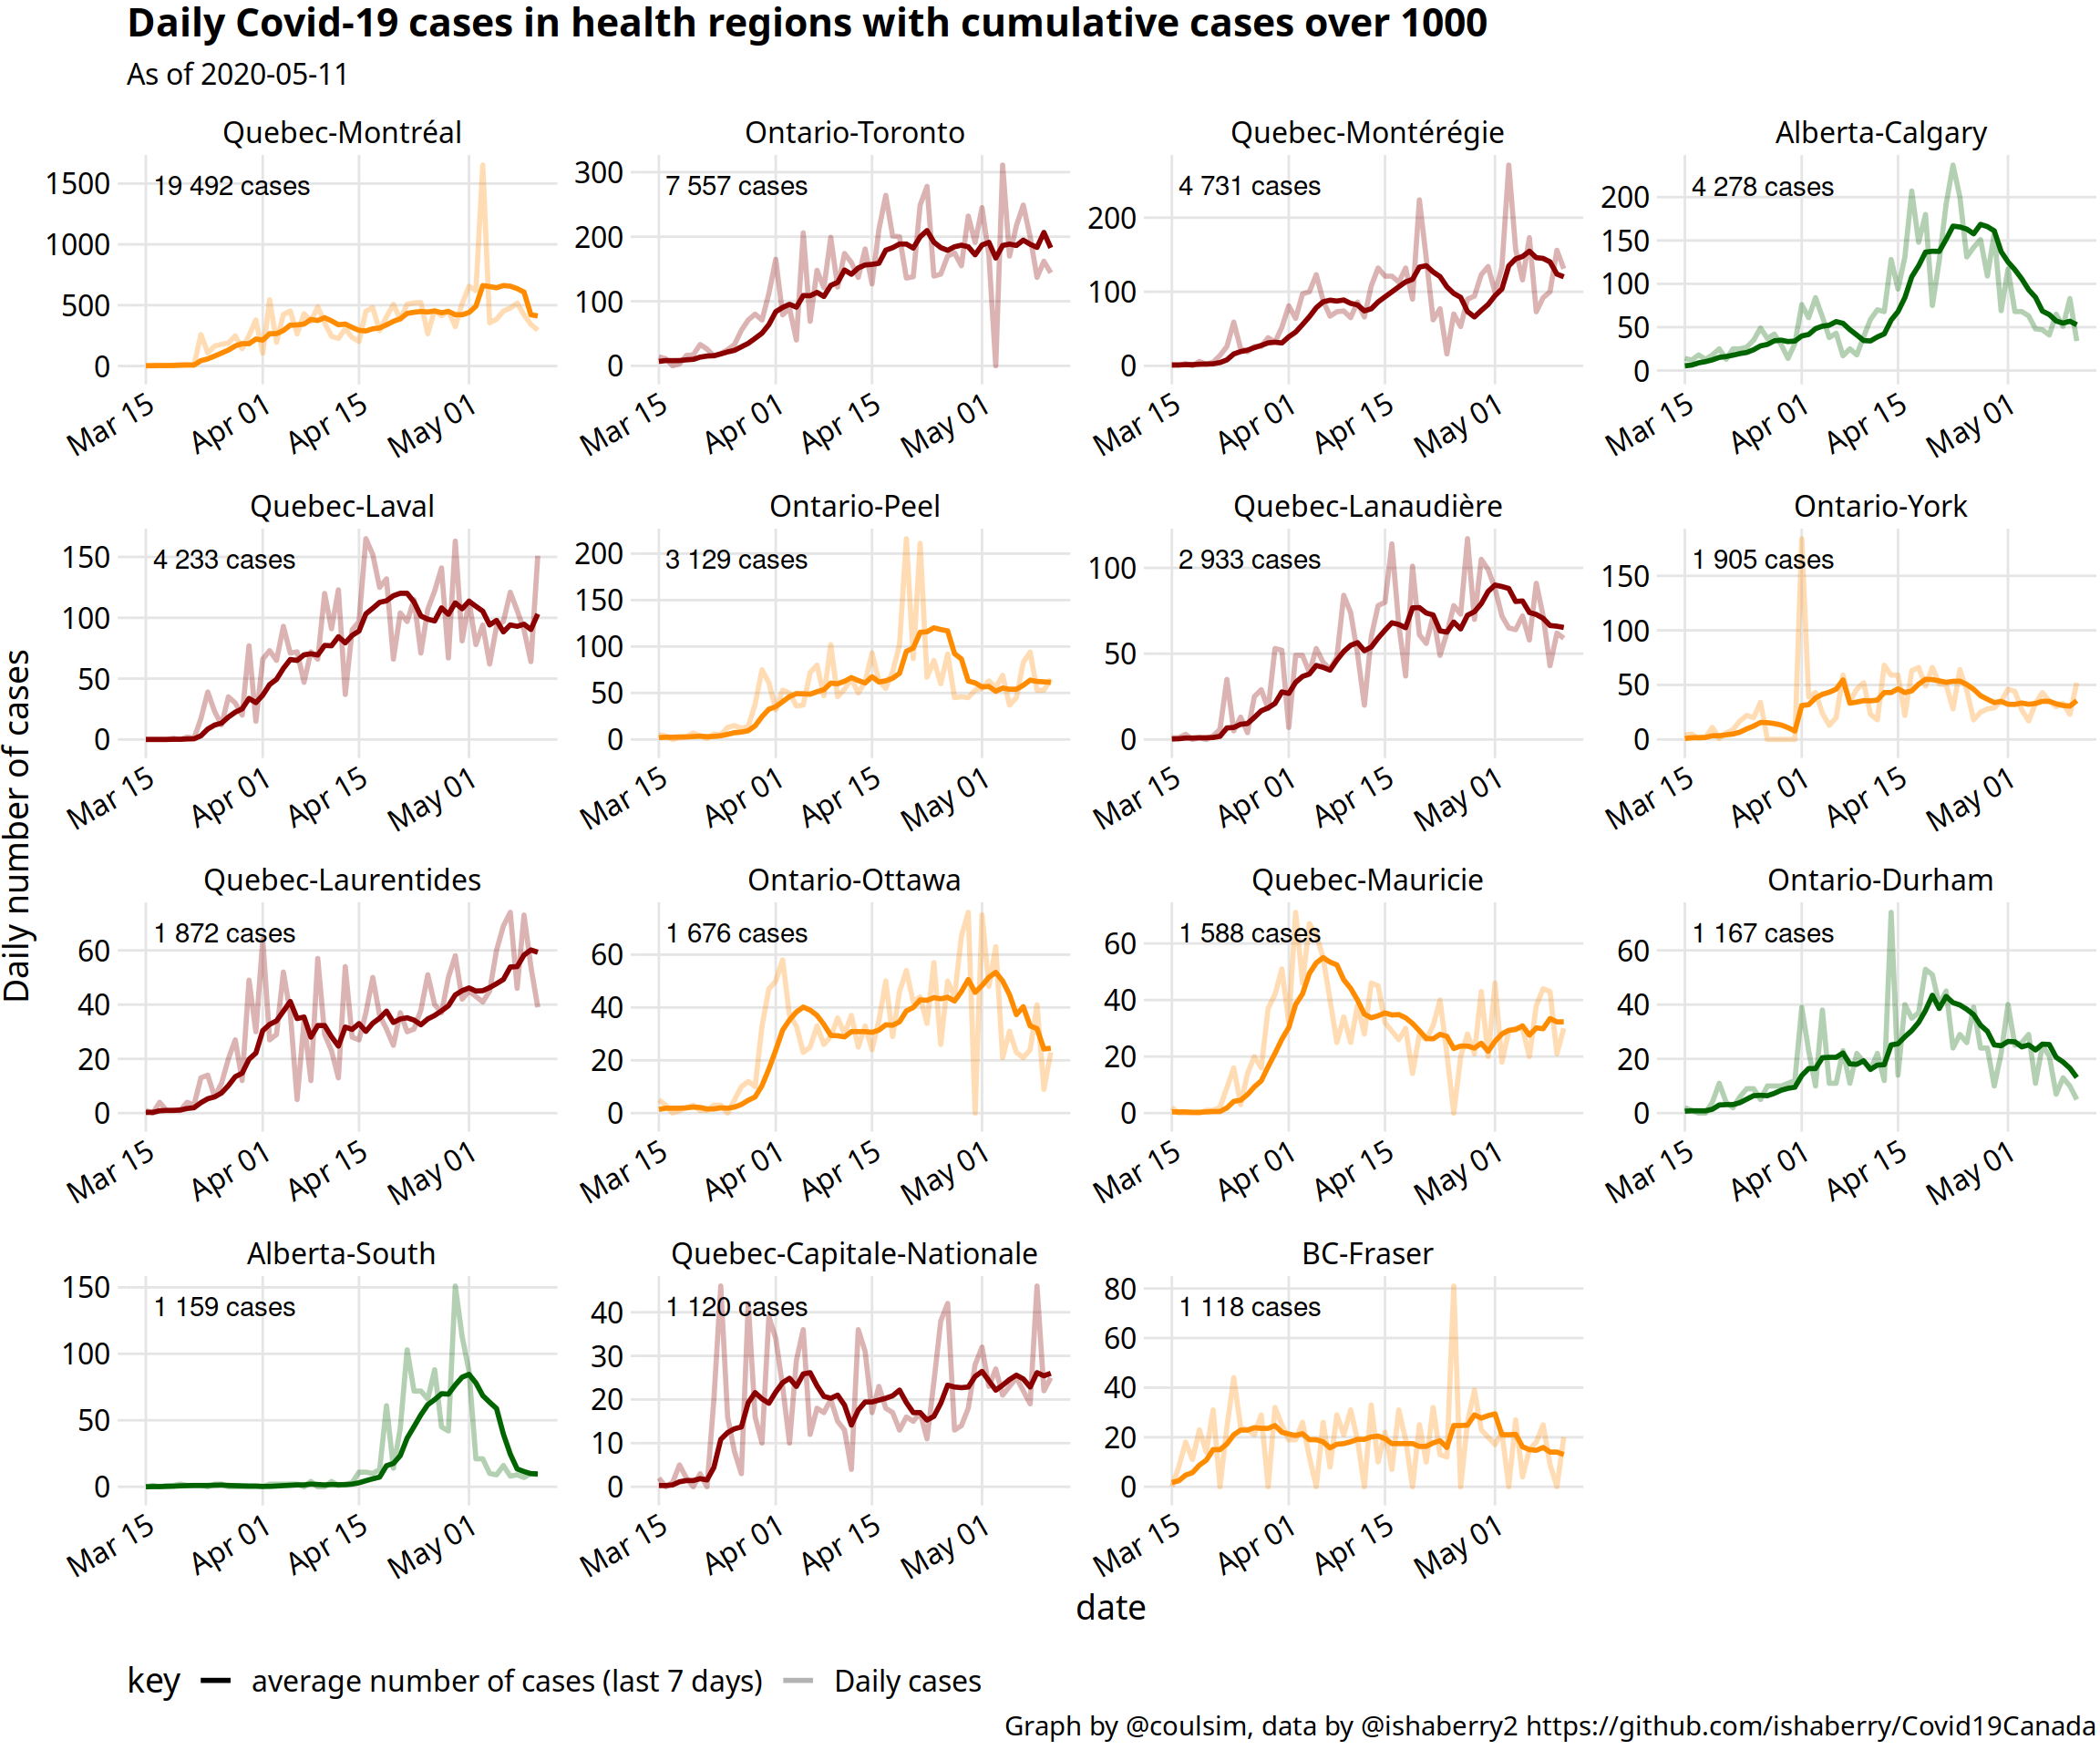 Daily Covid-19 cases in health regions with cumulative cases over 1000
As of 2020-05-11
Quebec-Montréal
Ontario-Toronto
Quebec-Montérégie
Alberta-Calgary
19 492 cases
7 557 cases
4 731 cases
4 278 cases
1500
1000
500
0
300
200
100
0
200
100
0
200
150
100
50
0
Mar 15 Apr 01 Apr 15 May 01
Mar 15 Apr 01 Apr 15 May 01
Mar 15 Apr 01 Apr 15 May 01
Mar 15 Apr 01 Apr 15 May 01
Quebec-Laval
Ontario-Peel
Quebec-Lanaudière
Ontario-York
4 233 cases
3 129 cases
2 933 cases
1 905 cases
150
100
50
0
200
150
100
50
0
100
50
0
150
100
50
0
Mar 15 Apr 01 Apr 15 May 01
Mar 15 Apr 01 Apr 15 May 01
Mar 15 Apr 01 Apr 15 May 01
Mar 15 Apr 01 Apr 15 May 01
Daily number of cases
Quebec-Laurentides
Ontario-Ottawa
Quebec-Mauricie
Ontario-Durham
1 872 cases
1 676 cases
1 588 cases
1 167 cases
60
40
20
0
60
40
20
0
60
40
20
0
60
40
20
0
Mar 15 Apr 01 Apr 15 May 01
Mar 15 Apr 01 Apr 15 May 01
Mar 15 Apr 01 Apr 15 May 01
Mar 15 Apr 01 Apr 15 May 01
Alberta-South
Quebec-Capitale-Nationale
BC-Fraser
1 159 cases
1 120 cases
1 118 cases
150
100
50
0
40
30
20
10
0
80
60
40
20
0
Mar 15 Apr 01 Apr 15 May 01
Mar 15 Apr 01 Apr 15 May 01
Mar 15 Apr 01 Apr 15 May 01
date
key average number of cases (last 7 days) Daily cases
Graph by @coulsim, data by @ishaberry2 https://github.com/ishaberry/Covid19Canada